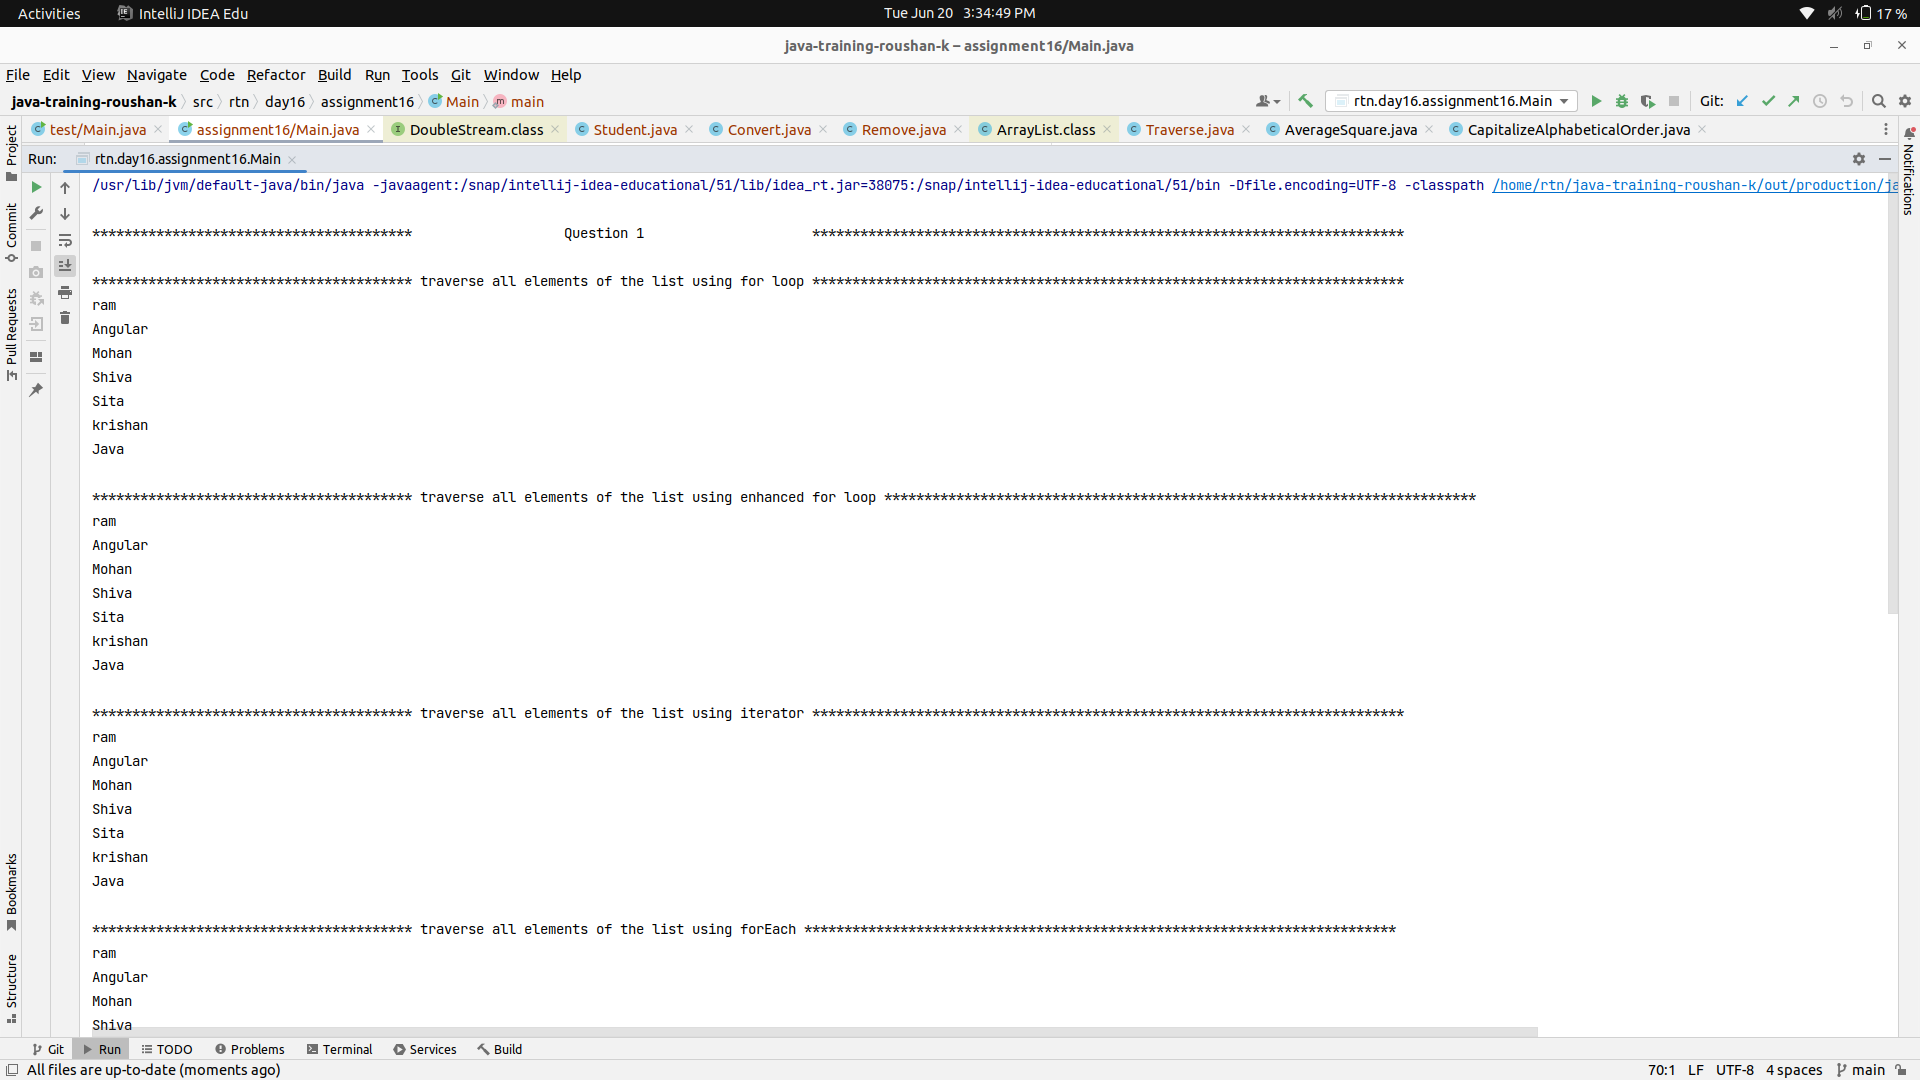 Activities IntelliJ IDEA Edu Tue Jun 20 3:34:49 PM 17 %
java-training-roushan-k – assignment16/Main.java
File Edit View Navigate Code Refactor Build Run Tools Git Window Help
java-training-roushan-k src rtn day16 assignment16 Main main rtn.day16.assignment16.Main Git:
test/Main.java assignment16/Main.java DoubleStream.class Student.java Convert.java Remove.java ArrayList.class Traverse.java AverageSquare.java CapitalizeAlphabeticalOrder.java
Run: rtn.day16.assignment16.Main
/usr/lib/jvm/default-java/bin/java -javaagent:/snap/intellij-idea-educational/51/lib/idea_rt.jar=38075:/snap/intellij-idea-educational/51/bin -Dfile.encoding=UTF-8 -classpath /home/rtn/java-training-roushan-k/out/production/ja
**************************************** Question 1 **************************************************************************
**************************************** traverse all elements of the list using for loop **************************************************************************
ram
Angular
Mohan
Shiva
Sita
krishan
Java
**************************************** traverse all elements of the list using enhanced for loop **************************************************************************
ram
Angular
Mohan
Shiva
Sita
krishan
Java
**************************************** traverse all elements of the list using iterator **************************************************************************
ram
Angular
Mohan
Shiva
Sita
krishan
Java
**************************************** traverse all elements of the list using forEach **************************************************************************
ram
Angular
Mohan
Shiva
Project
Commit
Pull Requests
Bookmarks
Structure
Notifications
Git Run TODO Problems Terminal Services Build
All files are up-to-date (moments ago) 70:1 LF UTF-8 4 spaces main